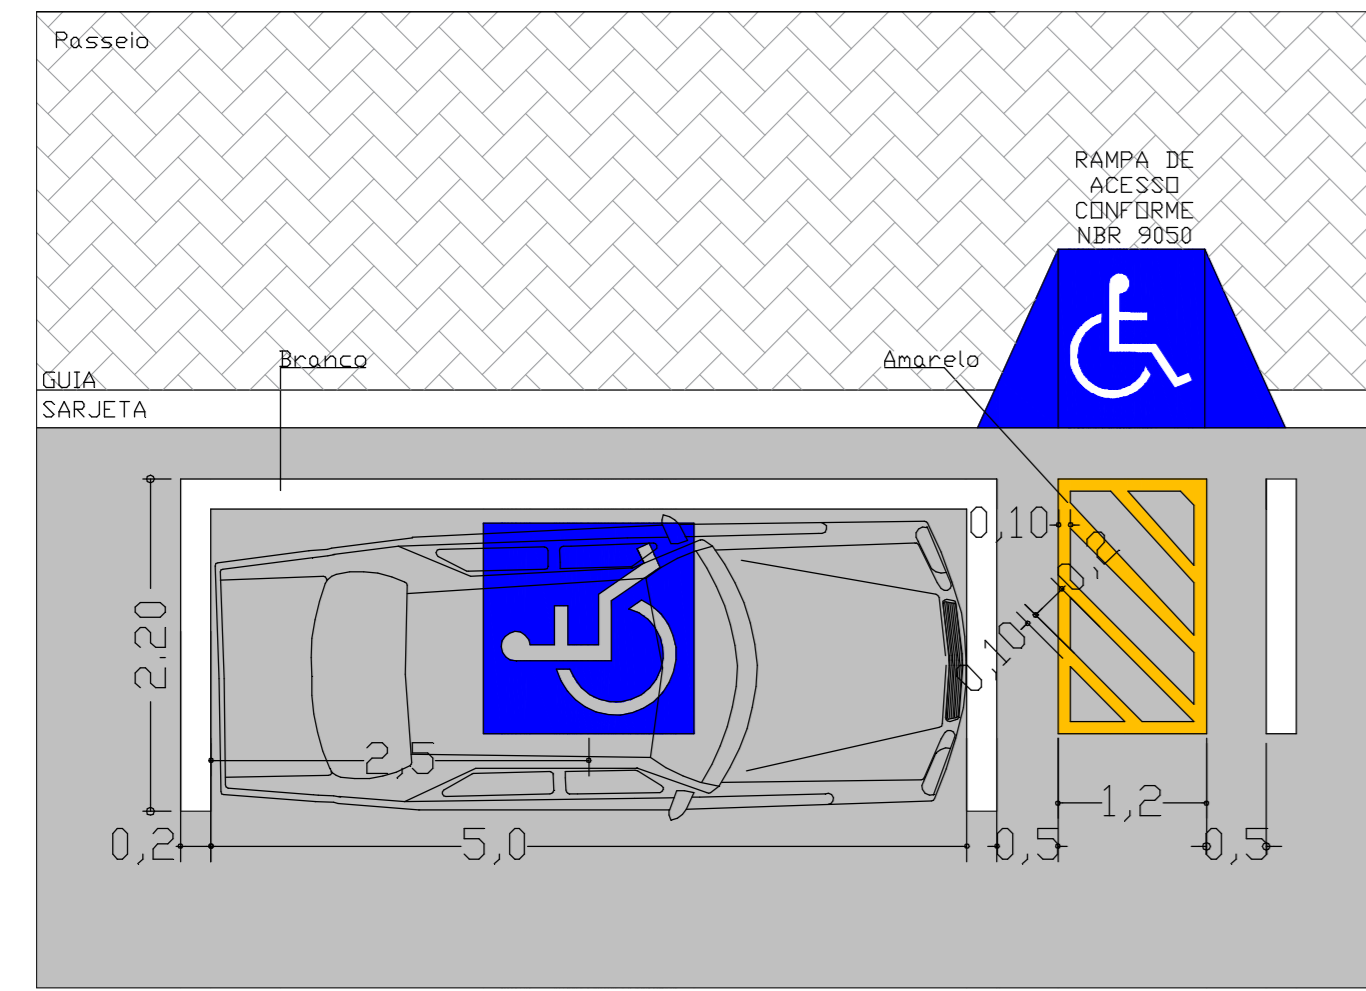 Passeio
RAMPA DE
ACESSO
CONFORME
NBR 9050
Branco
Amarelo
GUIA
SARJETA
0,10
0,10
2.20
2,5
1,2
0,2
5,0
0,5
0,5